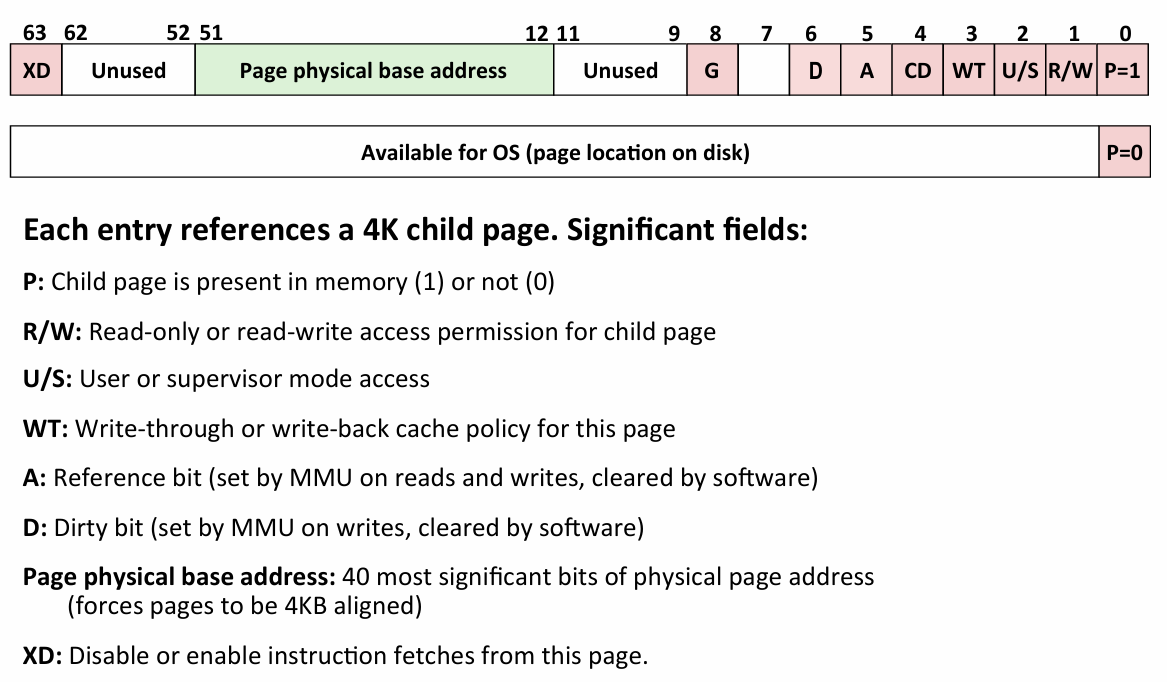 63 62 52 51 12 11 9 8 7 6 5 4 3 2 1 0
XD Unused Page physical base address Unused G D A CD WT U/S R/W P=1
Available for OS (page location on disk) P=0
Each entry references a 4K child page. Significant fields:
P: Child page is present in memory (1) or not (0)
R/W: Read-only or read-write access permission for child page
U/S: User or supervisor mode access
WT: Write-through or write-back cache policy for this page
A: Reference bit (set by MMU on reads and writes, cleared by software)
D: Dirty bit (set by MMU on writes, cleared by software)
Page physical base address: 40 most significant bits of physical page address
(forces pages to be 4KB aligned)
XD: Disable or enable instruction fetches from this page.